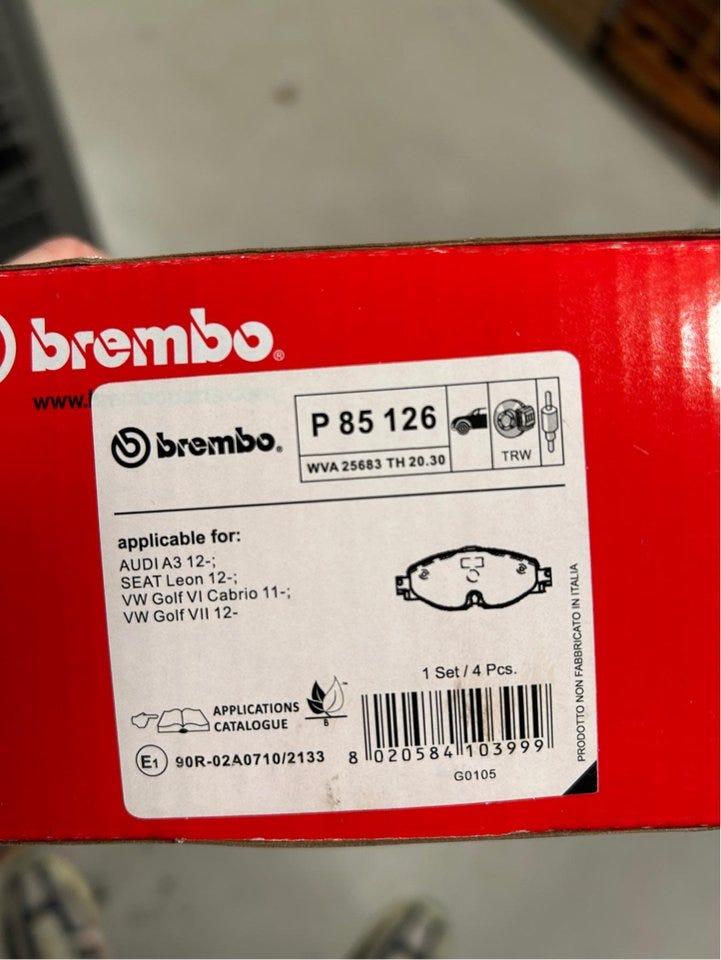 brembo®
www.bremboparts.com
brembo®
P 85 126
WVA 25683 TH 20.30
TRW
applicable for:
AUDI A3 12-;
SEAT Leon 12-;
VW Golf VI Cabrio 11-;
VW Golf VII 12-
1 Set / 4 Pcs.
APPLICATIONS
CATALOGUE
B
E1 90R-02A0710/2133
8 020584 103999
G0105
PRODOTTO NON FABBRICATO IN ITALIA